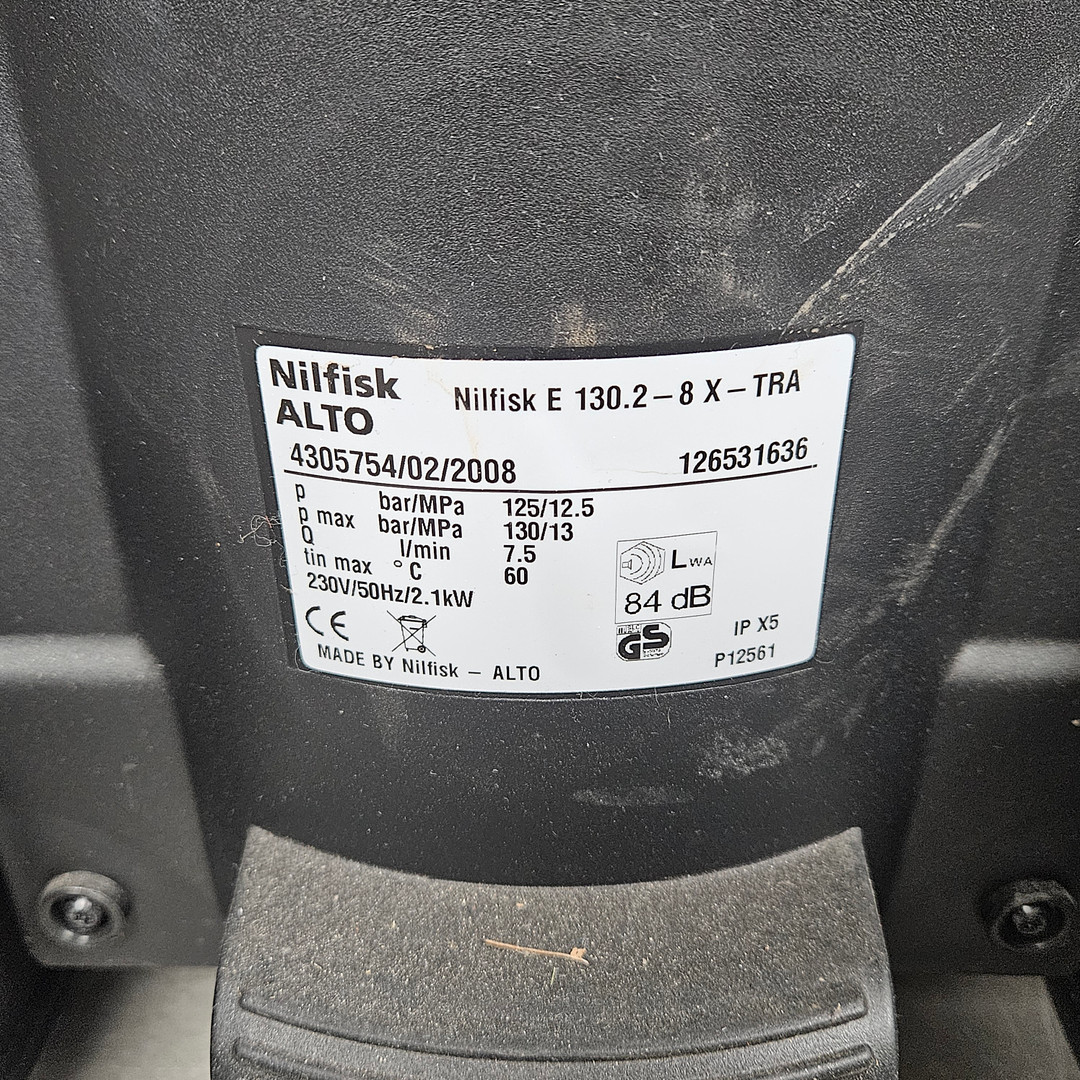 Nilfisk
ALTO
Nilfisk E 130.2-8 X-TRA
4305754/02/2008 126531636
p bar/MPa 125/12.5
p max bar/MPa 130/13
Q l/min 7.5
tin max °C 60
230V/50Hz/2.1kW
LWA
84 dB
CE
GS
IP X5
MADE BY Nilfisk - ALTO
P12561